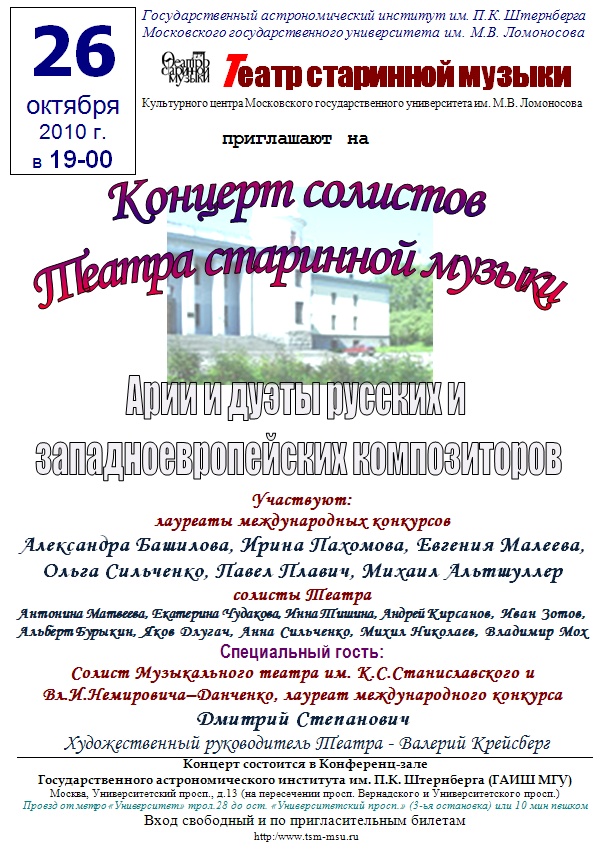 26
октября
2010 г.
в 19-00
Государственный астрономический институт им. П.К. Штернберга
Московского государственного университета им. М.В. Ломоносова
Театръ
старинной
музыки
Театр старинной музыки
Культурного центра Московского государственного университета им. М.В. Ломоносова
приглашают на
Концерт солистов
Театра старинной музыки
Арии и дуэты русских и
западноевропейских композиторов
Участвуют:
лауреаты международных конкурсов
Александра Башилова, Ирина Пахомова, Евгения Малеева,
Ольга Сильченко, Павел Плавич, Михаил Альтшуллер
солисты Театра
Антонина Матвеева, Екатерина Чудакова, Инна Тишина, Андрей Кирсанов, Иван Зотов,
Альберт Бурыкин, Яков Длугач, Анна Сильченко, Михил Николаев, Владимир Мох
Специальный гость:
Солист Музыкального театра им. К.С.Станиславского и
Вл.И.Немировича–Данченко, лауреат международного конкурса
Дмитрий Степанович
Художественный руководитель Театра - Валерий Крейсберг
Концерт состоится в Конференц-зале
Государственного астрономического института им. П.К. Штернберга (ГАИШ МГУ)
Москва, Университетский просп., д.13 (на пересечении просп. Вернадского и Университетского просп.)
Проезд от метро «Университет» трол.28 до ост. «Университетский просп.» (3-ья остановка) или 10 мин пешком
Вход свободный и по пригласительным билетам
http:/www.tsm-msu.ru